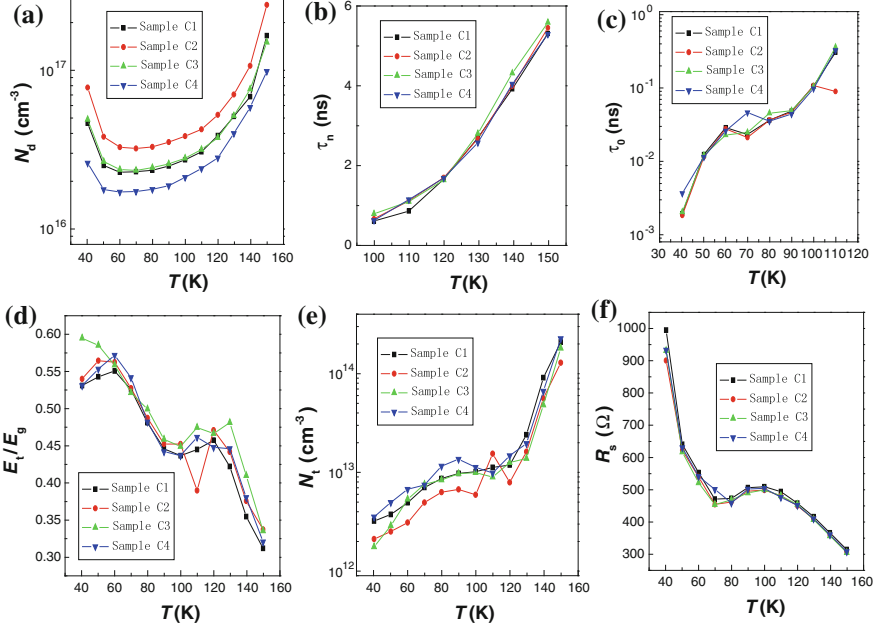 (a)
Sample C1
Sample C2
Sample C3
Sample C4
10^17
10^16
N_d (cm^-3)
40 60 80 100 120 140 160
T(K)
(b)
Sample C1
Sample C2
Sample C3
Sample C4
6
4
2
0
τ_n (ns)
100 110 120 130 140 150
T(K)
(c)
Sample C1
Sample C2
Sample C3
Sample C4
10^0
10^-1
10^-2
10^-3
τ_0 (ns)
30 40 50 60 70 80 90 100 110 120
T(K)
(d)
0.60
0.55
0.50
0.45
0.40
0.35
0.30
E_t/E_g
Sample C1
Sample C2
Sample C3
Sample C4
40 60 80 100 120 140 160
T(K)
(e)
Sample C1
Sample C2
Sample C3
Sample C4
10^14
10^13
10^12
N_t (cm^-3)
40 60 80 100 120 140 160
T(K)
(f)
1000
900
800
700
600
500
400
300
R_s (Ω)
Sample C1
Sample C2
Sample C3
Sample C4
40 60 80 100 120 140 160
T(K)